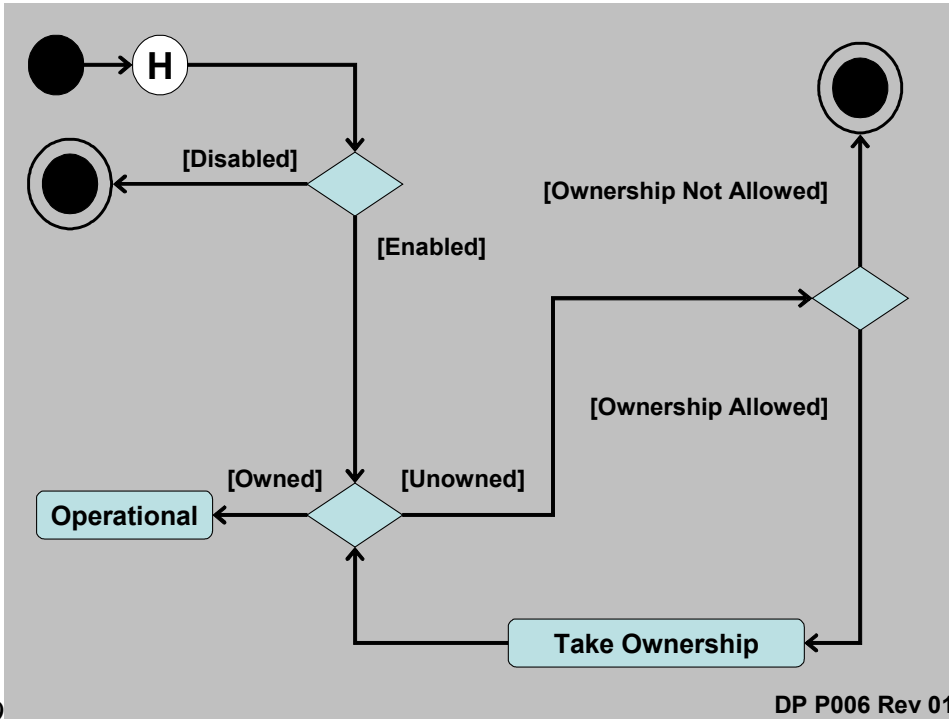 H
[Disabled]
[Ownership Not Allowed]
[Enabled]
[Ownership Allowed]
[Owned]
[Unowned]
Operational
Take Ownership
)
DP P006 Rev 01